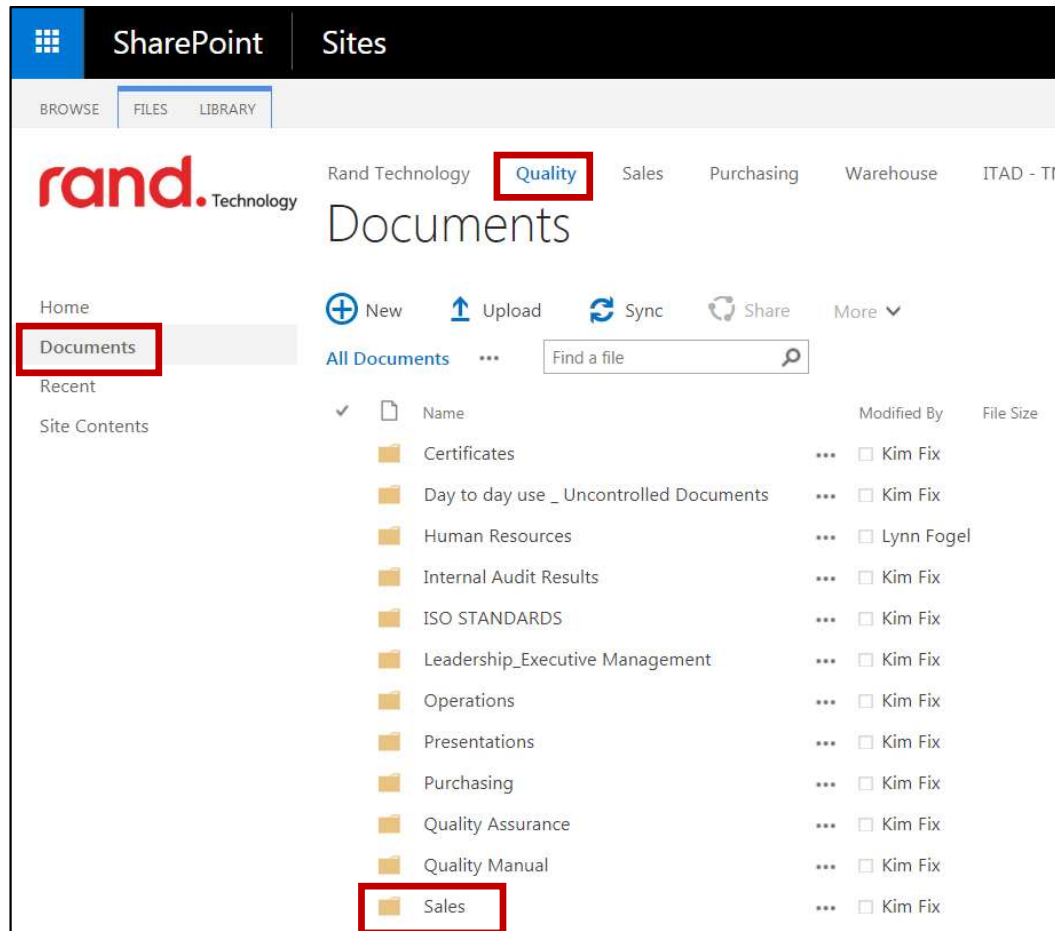 SharePoint Sites
BROWSE FILES LIBRARY
rand. Technology
Rand Technology Quality Sales Purchasing Warehouse ITAD - TM
Documents
Home
Documents
Recent
Site Contents
New Upload Sync Share More
All Documents ... Find a file
Name Modified By File Size
Certificates ... Kim Fix
Day to day use _ Uncontrolled Documents ... Kim Fix
Human Resources ... Lynn Fogel
Internal Audit Results ... Kim Fix
ISO STANDARDS ... Kim Fix
Leadership_Executive Management ... Kim Fix
Operations ... Kim Fix
Presentations ... Kim Fix
Purchasing ... Kim Fix
Quality Assurance ... Kim Fix
Quality Manual ... Kim Fix
Sales ... Kim Fix